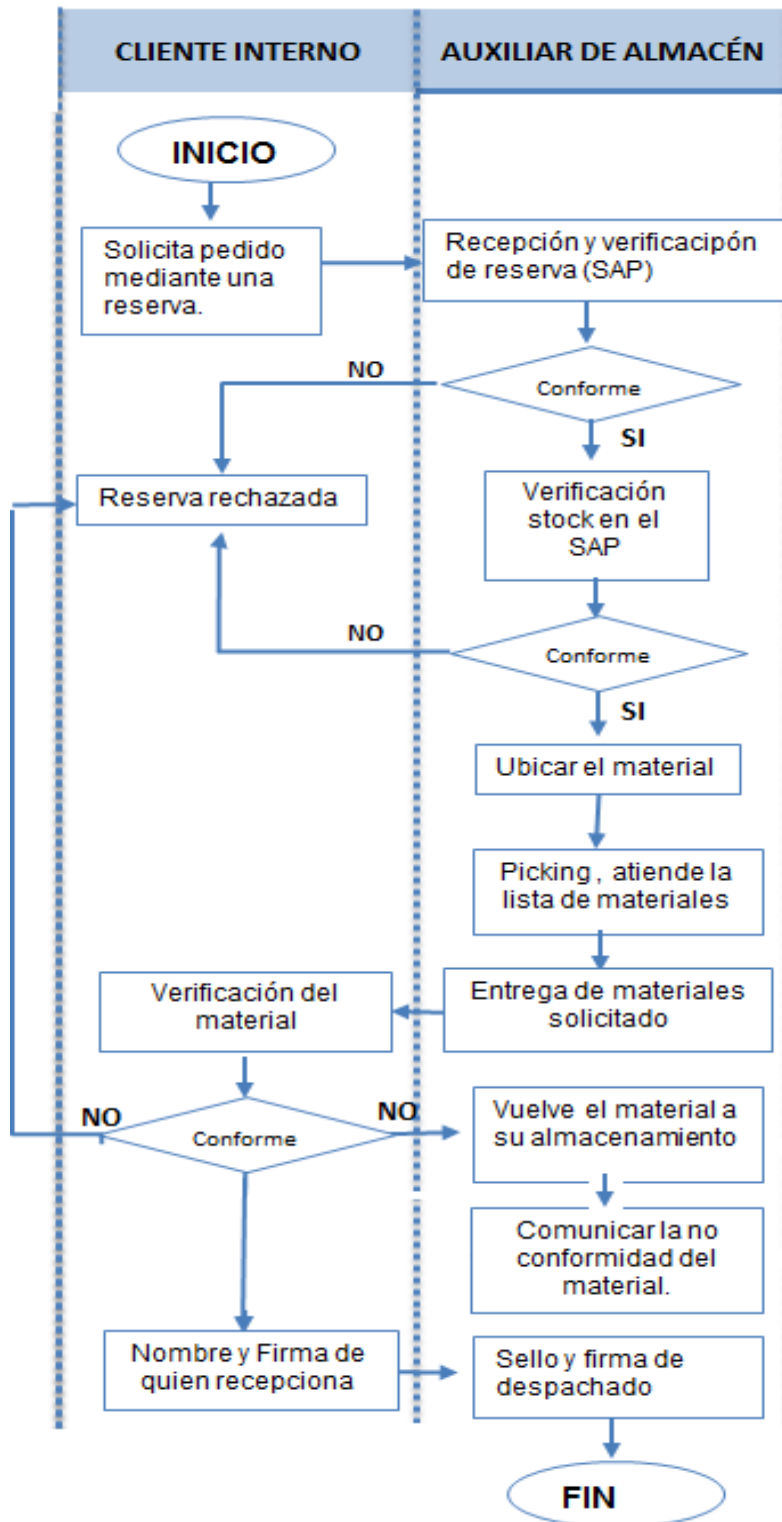 CLIENTE INTERNO
AUXILIAR DE ALMACÉN
INICIO
Solicita pedido
mediante una
reserva.
Recepción y verificacipón
de reserva (SAP)
NO
Conforme
SI
Reserva rechazada
Verificación
stock en el
SAP
NO
Conforme
SI
Ubicar el material
Picking , atiende la
lista de materiales
Verificación del
material
Entrega de materiales
solicitado
NO
Conforme
NO
Vuelve el material a
su almacenamiento
Comunicar la no
conformidad del
material.
Nombre y Firma de
quien recepciona
Sello y firma de
despachado
FIN